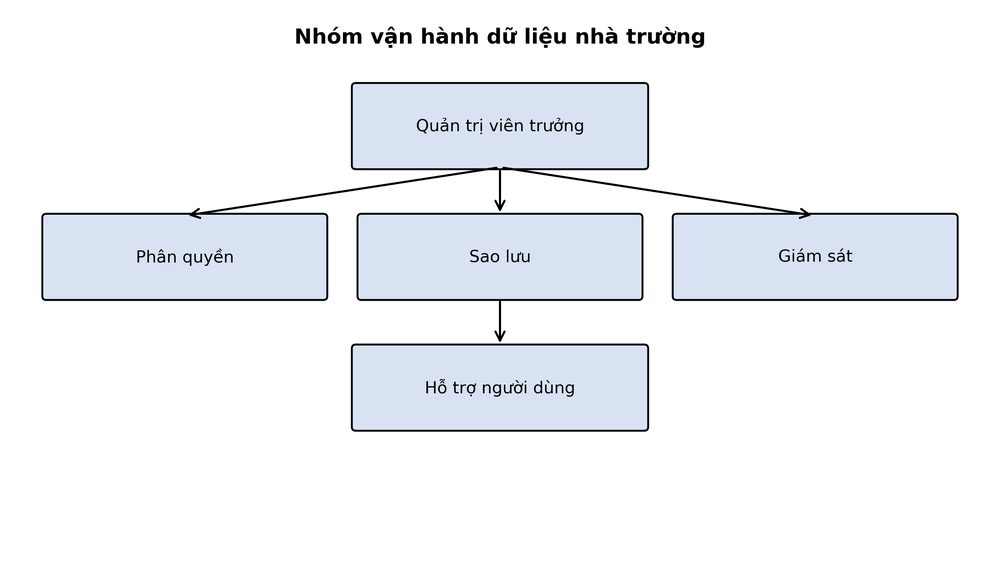 Nhóm vận hành dữ liệu nhà trường
Quản trị viên trưởng
Phân quyền
Sao lưu
Giám sát
Hỗ trợ người dùng